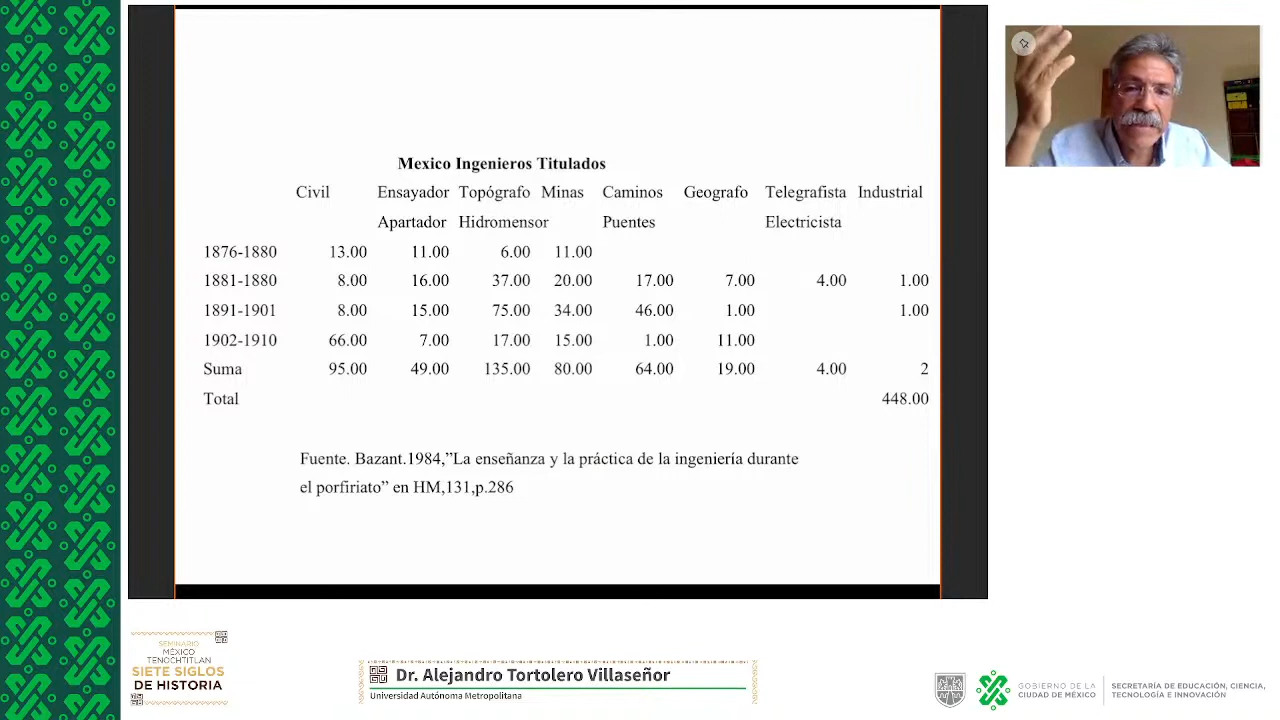 Mexico Ingenieros Titulados
Civil Ensayador Topógrafo Minas Caminos Geografo Telegrafista Industrial
Apartador Hidromensor Puentes Electricista
1876-1880 13.00 11.00 6.00 11.00
1881-1880 8.00 16.00 37.00 20.00 17.00 7.00 4.00 1.00
1891-1901 8.00 15.00 75.00 34.00 46.00 1.00 1.00
1902-1910 66.00 7.00 17.00 15.00 1.00 11.00
Suma 95.00 49.00 135.00 80.00 64.00 19.00 4.00 2
Total 448.00
Fuente. Bazant.1984,”La enseñanza y la práctica de la ingeniería durante
el porfiriato” en HM,131,p.286
SEMINARIO
MÉXICO
TENOCHTITLAN
SIETE SIGLOS
DE HISTORIA
Dr. Alejandro Tortolero Villaseñor
Universidad Autónoma Metropolitana
GOBIERNO DE LA
CIUDAD DE MÉXICO
SECRETARÍA DE EDUCACIÓN, CIENCIA,
TECNOLOGÍA E INNOVACIÓN